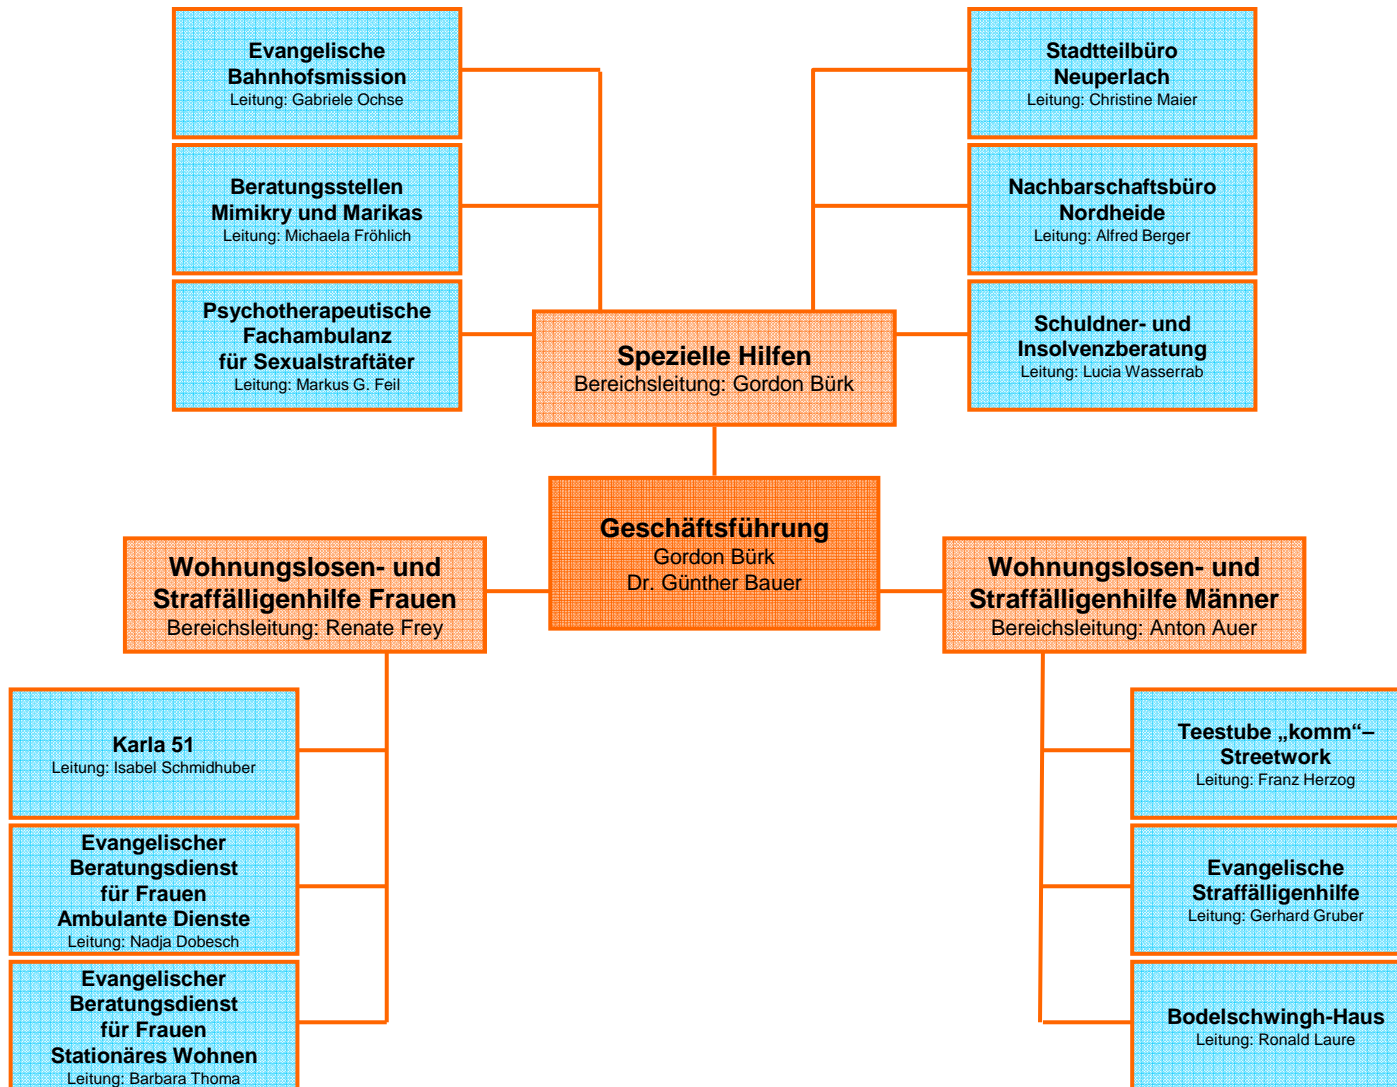 Evangelische
Bahnhofsmission
Leitung: Gabriele Ochse
Stadtteilbüro
Neuperlach
Leitung: Christine Maier
Beratungsstellen
Mimikry und Marikas
Leitung: Michaela Fröhlich
Nachbarschaftsbüro
Nordheide
Leitung: Alfred Berger
Psychotherapeutische
Fachambulanz
für Sexualstraftäter
Leitung: Markus G. Feil
Spezielle Hilfen
Bereichsleitung: Gordon Bürk
Schuldner- und
Insolvenzberatung
Leitung: Lucia Wasserrab
Geschäftsführung
Gordon Bürk
Dr. Günther Bauer
Wohnungslosen- und
Straffälligenhilfe Frauen
Bereichsleitung: Renate Frey
Wohnungslosen- und
Straffälligenhilfe Männer
Bereichsleitung: Anton Auer
Karla 51
Leitung: Isabel Schmidhuber
Evangelischer
Beratungsdienst
für Frauen
Ambulante Dienste
Leitung: Nadja Dobesch
Evangelischer
Beratungsdienst
für Frauen
Stationäres Wohnen
Leitung: Barbara Thoma
Teestube „komm“–
Streetwork
Leitung: Franz Herzog
Evangelische
Straffälligenhilfe
Leitung: Gerhard Gruber
Bodelschwingh-Haus
Leitung: Ronald Laure